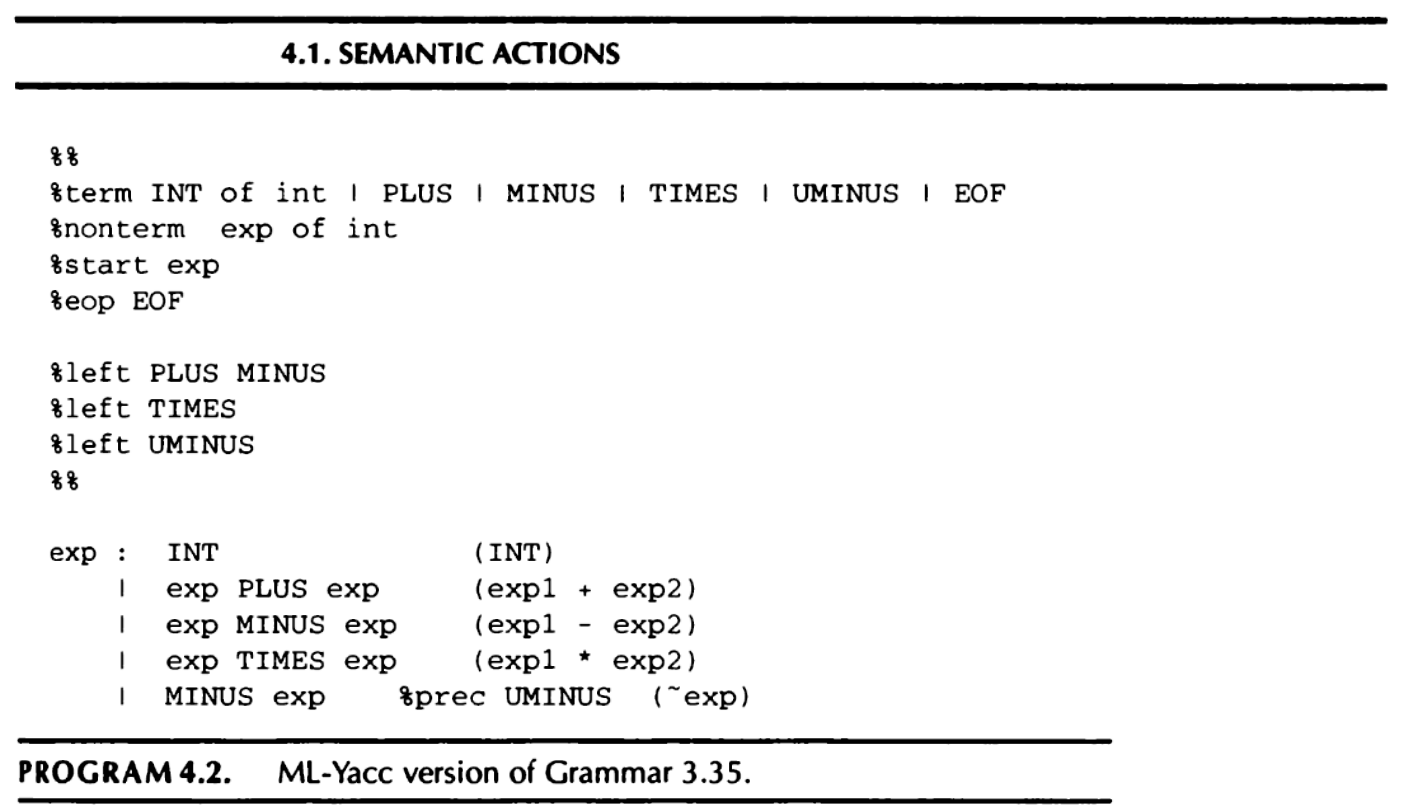 4.1. SEMANTIC ACTIONS
%%
%term INT of int | PLUS | MINUS | TIMES | UMINUS | EOF
%nonterm exp of int
%start exp
%eop EOF
%left PLUS MINUS
%left TIMES
%left UMINUS
%%
exp : INT (INT)
| exp PLUS exp (exp1 + exp2)
| exp MINUS exp (exp1 - exp2)
| exp TIMES exp (exp1 * exp2)
| MINUS exp %prec UMINUS (~exp)
PROGRAM 4.2. ML-Yacc version of Grammar 3.35.